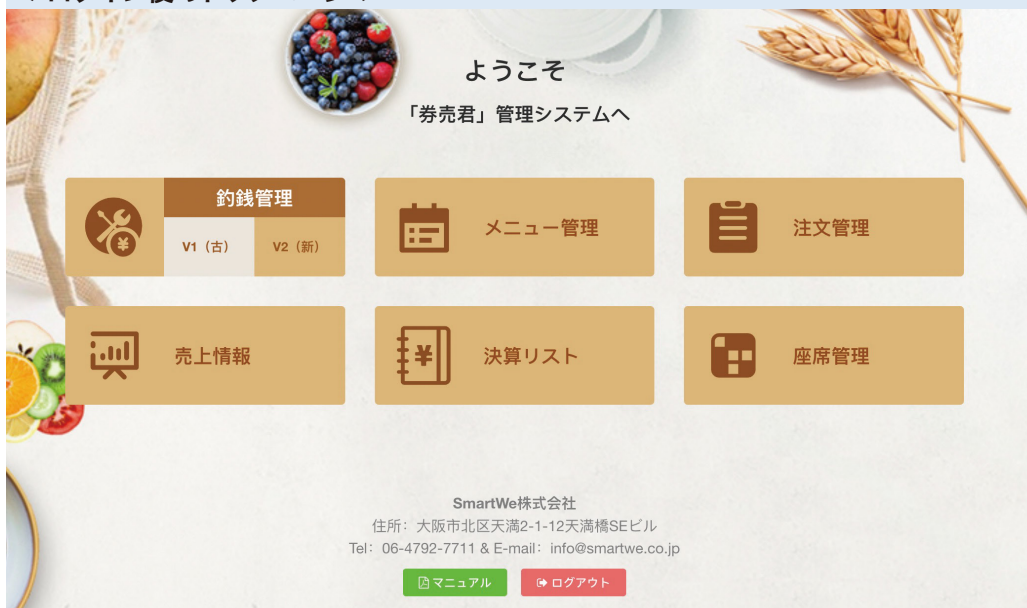 ようこそ
「券売君」管理システムへ
釣銭管理
V1（古）
V2（新）
メニュー管理
注文管理
売上情報
決算リスト
座席管理
SmartWe株式会社
住所：大阪市北区天満2-1-12天満橋SEビル
Tel：06-4792-7711 & E-mail：info@smartwe.co.jp
マニュアル
ログアウト